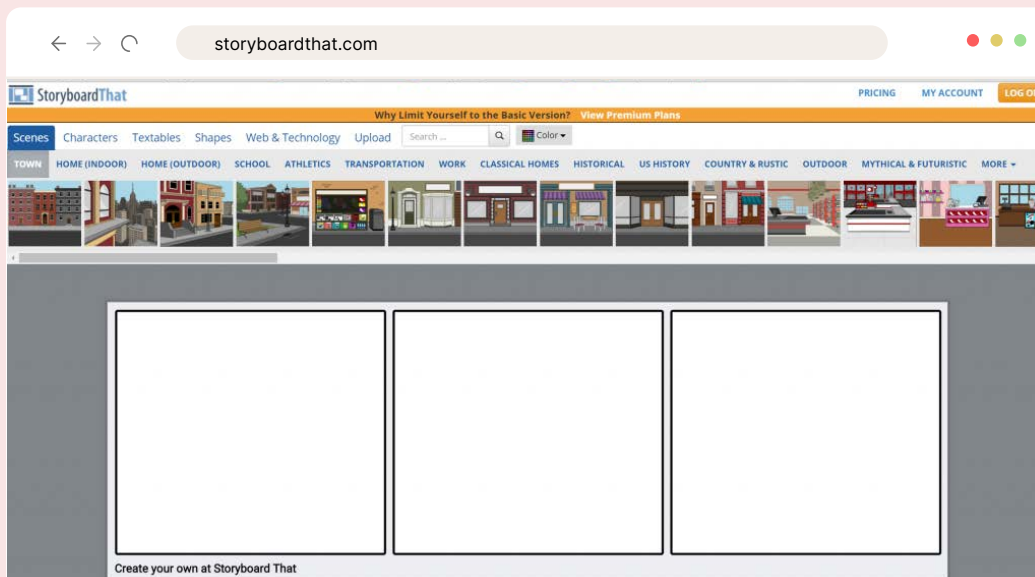 storyboardthat.com
StoryboardThat
PRICING MY ACCOUNT LOG O
Why Limit Yourself to the Basic Version? View Premium Plans
Scenes Characters Textables Shapes Web & Technology Upload Search ... Color
TOWN HOME (INDOOR) HOME (OUTDOOR) SCHOOL ATHLETICS TRANSPORTATION WORK CLASSICAL HOMES HISTORICAL US HISTORY COUNTRY & RUSTIC OUTDOOR MYTHICAL & FUTURISTIC MORE
Create your own at Storyboard That